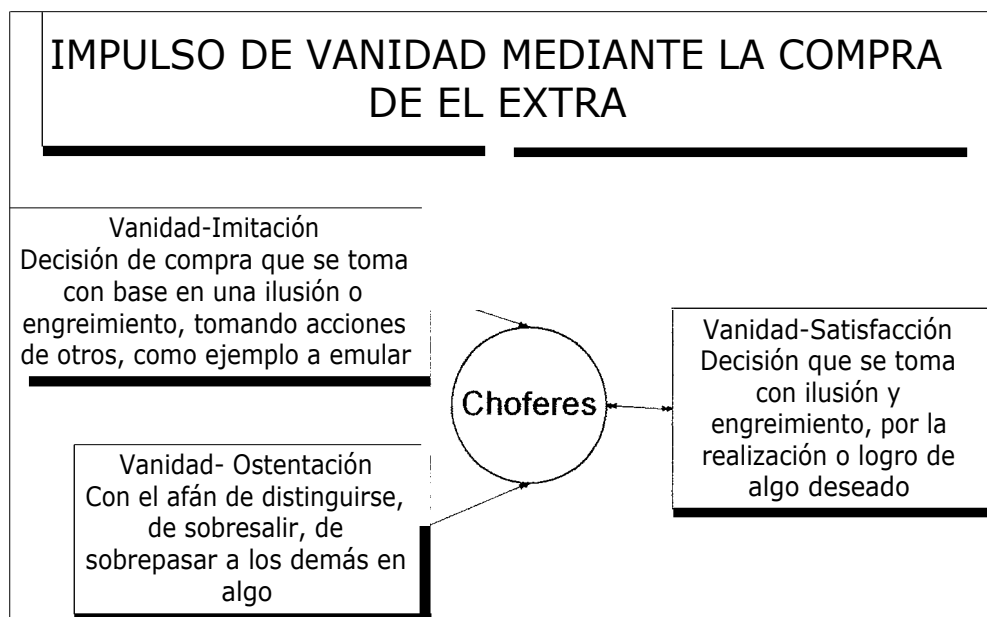 IMPULSO DE VANIDAD MEDIANTE LA COMPRA
DE EL EXTRA
Vanidad-Imitación
Decisión de compra que se toma
con base en una ilusión o
engreimiento, tomando acciones
de otros, como ejemplo a emular
Choferes
Vanidad-Satisfacción
Decisión que se toma
con ilusión y
engreimiento, por la
realización o logro de
algo deseado
Vanidad- Ostentación
Con el afán de distinguirse,
de sobresalir, de
sobrepasar a los demás en
algo